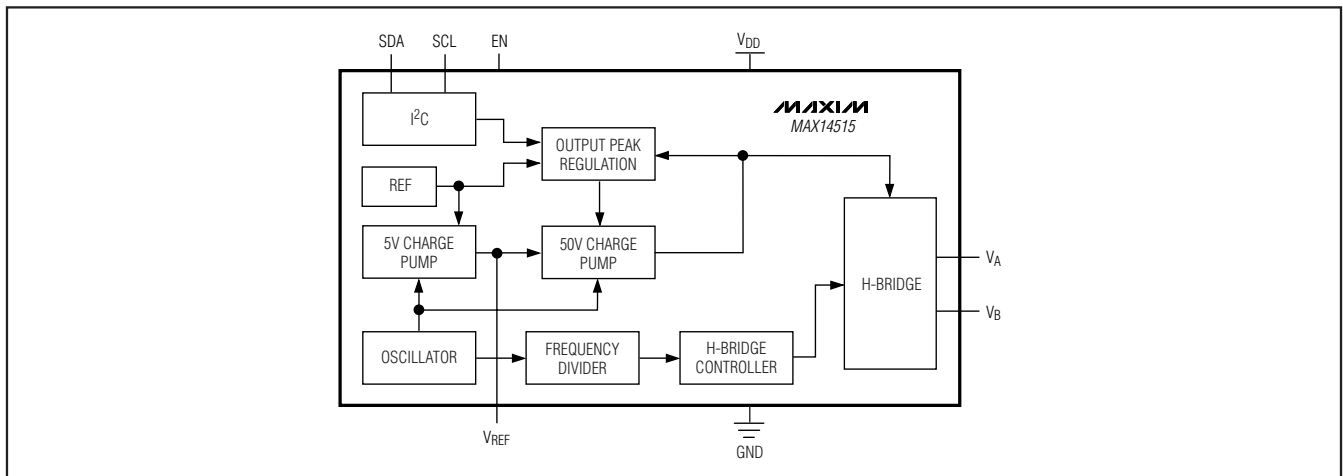 SDA SCL EN VDD
I2C
MAXIM
MAX14515
OUTPUT PEAK
REGULATION
REF
5V CHARGE
PUMP
50V CHARGE
PUMP
H-BRIDGE
VA
VB
OSCILLATOR
FREQUENCY
DIVIDER
H-BRIDGE
CONTROLLER
VREF
GND